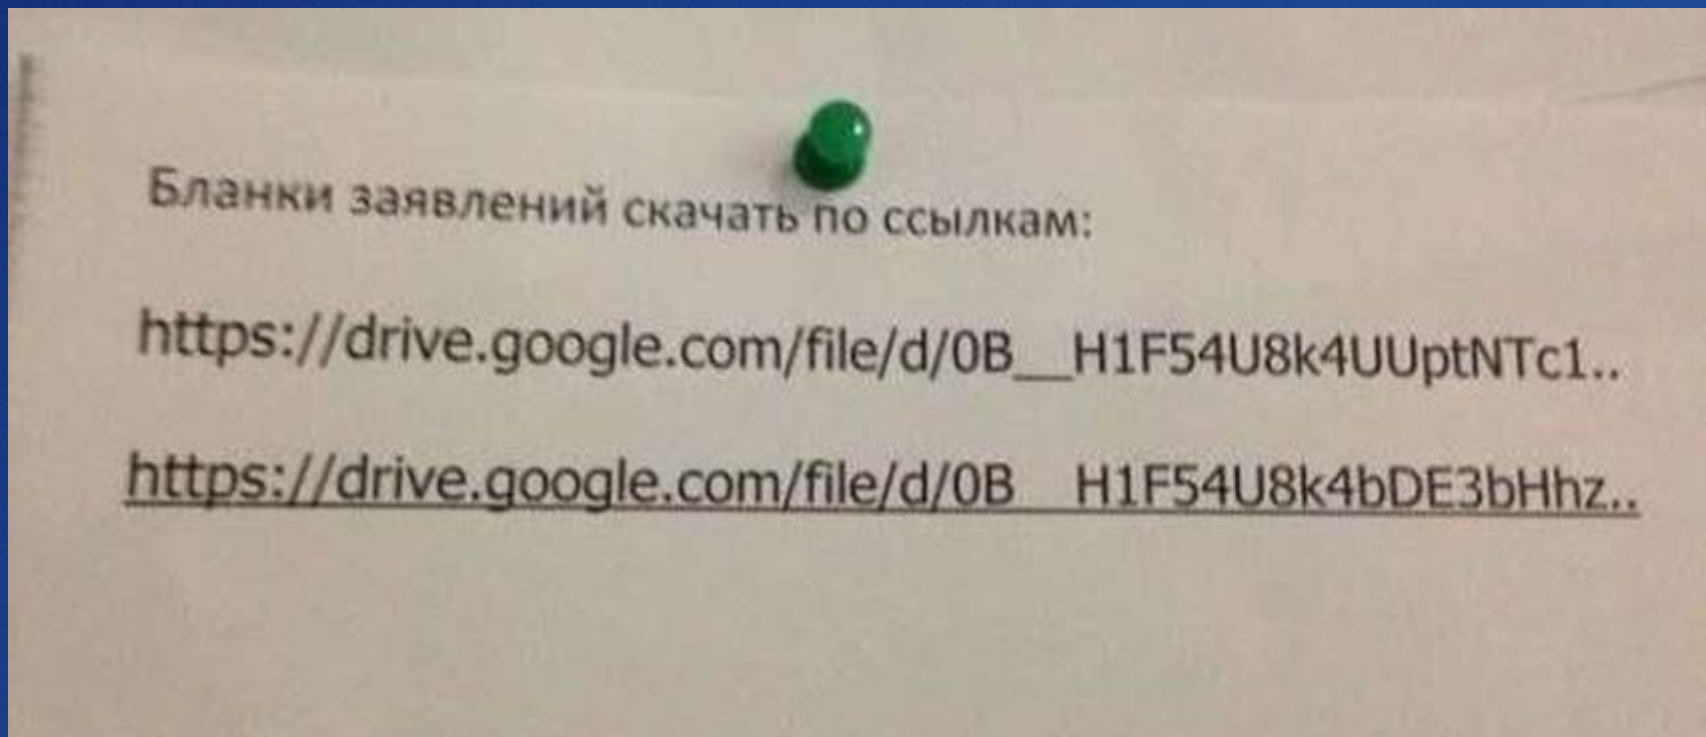 Бланки заявлений скачать по ссылкам:
https://drive.google.com/file/d/0B__H1F54U8k4UUptNTc1..
https://drive.google.com/file/d/0B__H1F54U8k4bDE3bHhz..